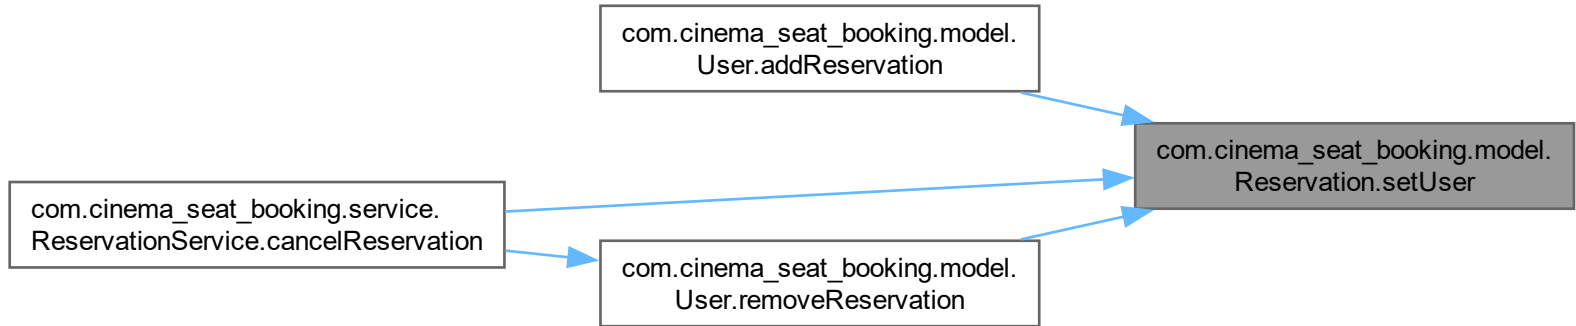 com.cinema_seat_booking.model.
User.addReservation
com.cinema_seat_booking.model.
Reservation.setUser
com.cinema_seat_booking.service.
ReservationService.cancelReservation
com.cinema_seat_booking.model.
User.removeReservation